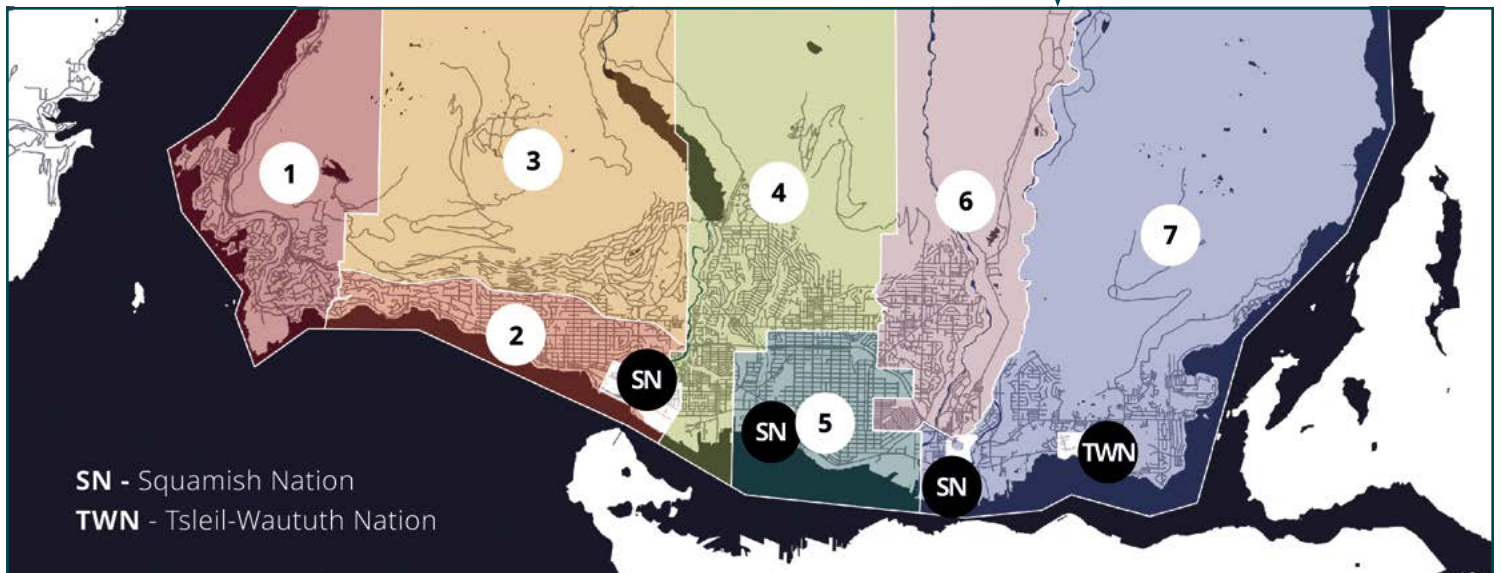 1
3
4
6
7
2
SN
SN
5
SN
TWN
SN - Squamish Nation
TWN - Tsleil-Waututh Nation